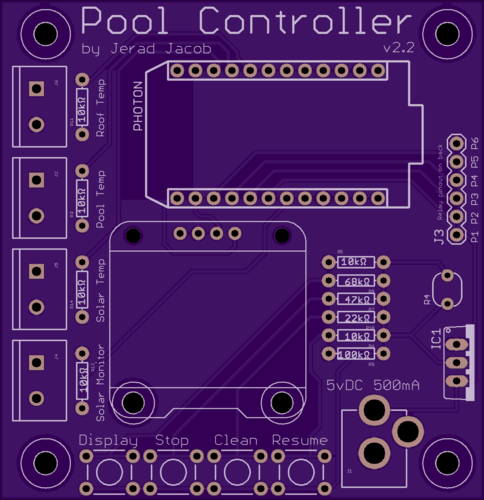 Pool Controller
by Jerad Jacob
v2.2
PHOTON
10kΩ
Roof Temp
10kΩ
Pool Temp
10kΩ
Solar Temp
10kΩ
Solar Monitor
Relay pinout on back
J3
P1 P2 P3 P4 P5 P6
10kΩ
68kΩ
47kΩ
22kΩ
10kΩ
100kΩ
R4
IC1
5vDC 500mA
Display Stop Clean Resume